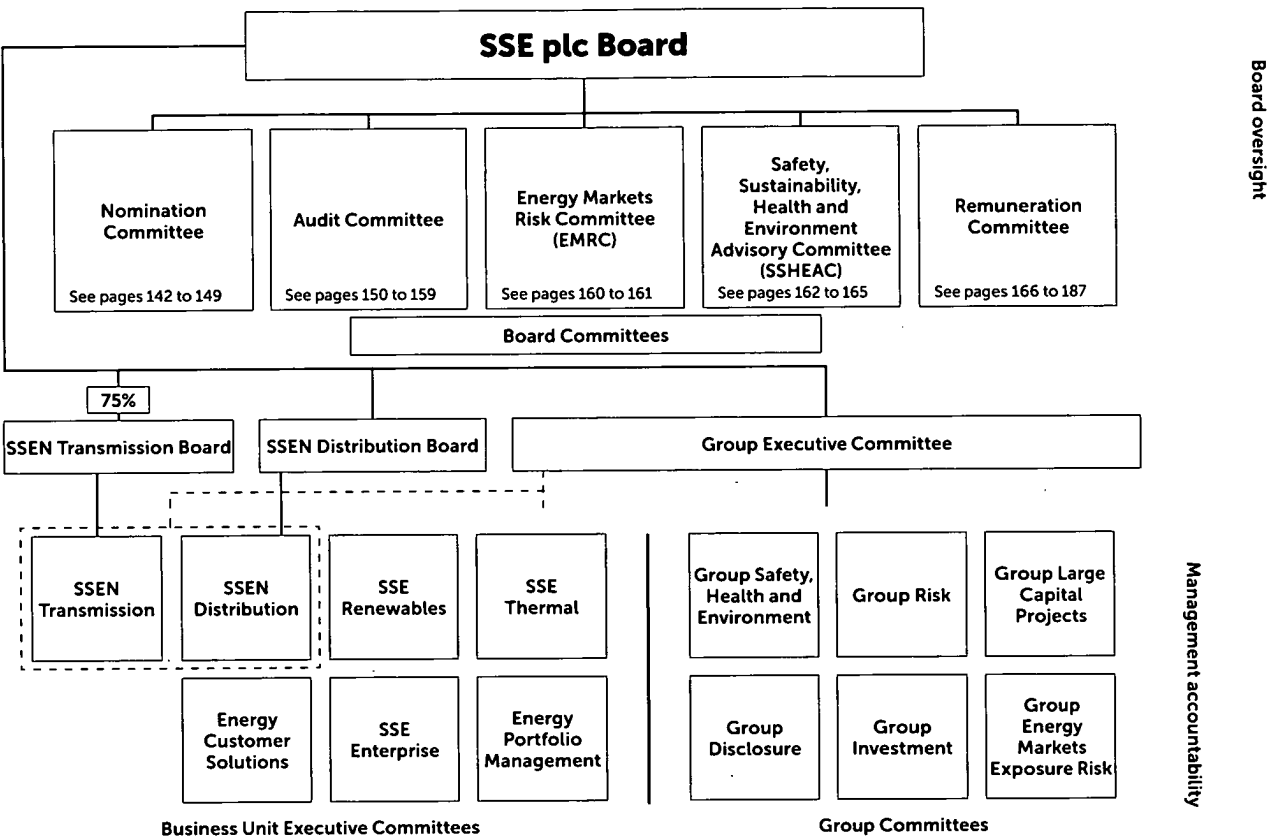 SSE plc Board
Board oversight
Nomination
Committee
See pages 142 to 149
Audit Committee
See pages 150 to 159
Energy Markets
Risk Committee
(EMRC)
See pages 160 to 161
Safety,
Sustainability,
Health and
Environment
Advisory Committee
(SSHEAC)
See pages 162 to 165
Remuneration
Committee
See pages 166 to 187
Board Committees
75%
SSEN Transmission Board
SSEN Distribution Board
Group Executive Committee
SSEN
Transmission
SSEN
Distribution
SSE
Renewables
SSE
Thermal
Energy
Customer
Solutions
SSE
Enterprise
Energy
Portfolio
Management
Business Unit Executive Committees
Group Safety,
Health and
Environment
Group Risk
Group Large
Capital
Projects
Group
Disclosure
Group
Investment
Group
Energy
Markets
Exposure Risk
Group Committees
Management accountability